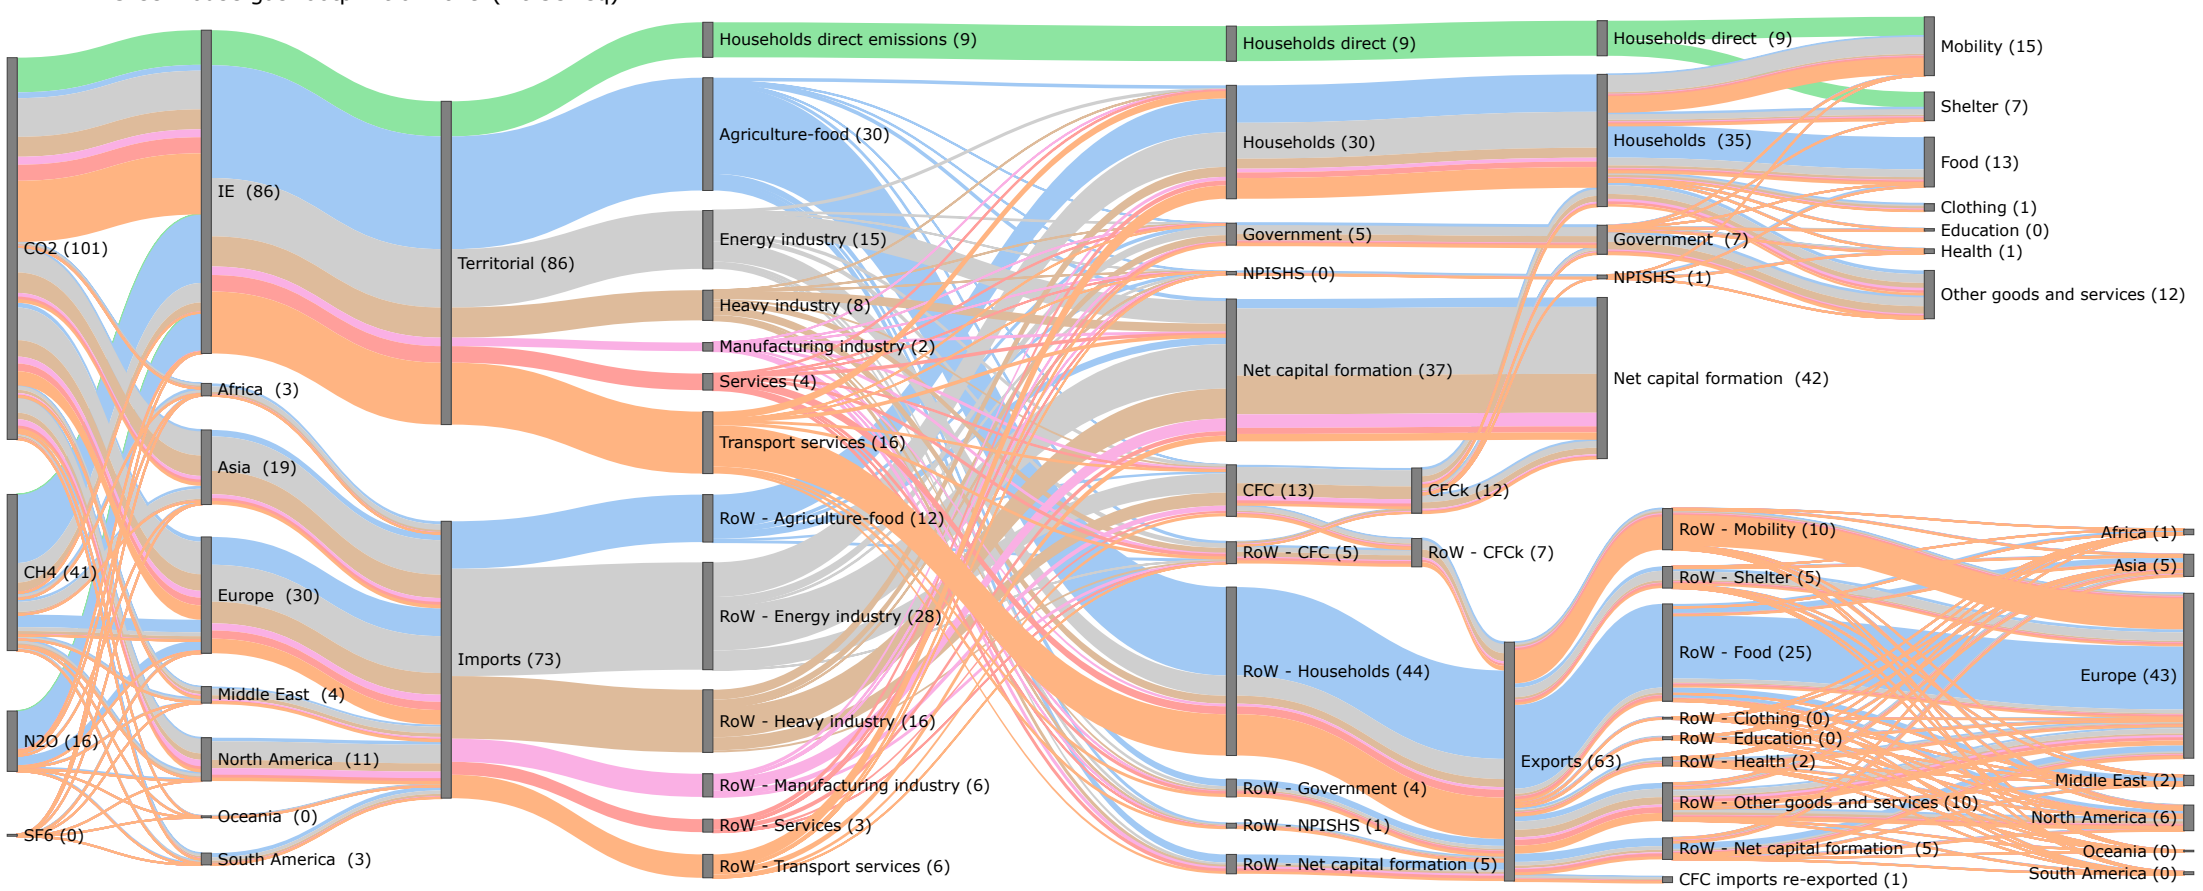 CO2 (101)
CH4 (41)
N2O (16)
SF6 (0)
IE (86)
Africa (3)
Asia (19)
Europe (30)
Middle East (4)
North America (11)
Oceania (0)
South America (3)
Territorial (86)
Imports (73)
Households direct emissions (9)
Agriculture-food (30)
Energy industry (15)
Heavy industry (8)
Manufacturing industry (2)
Services (4)
Transport services (16)
RoW - Agriculture-food (12)
RoW - Energy industry (28)
RoW - Heavy industry (16)
RoW - Manufacturing industry (6)
RoW - Services (3)
RoW - Transport services (6)
Households direct (9)
Households (30)
Government (5)
NPISHS (0)
Net capital formation (37)
CFC (13)
RoW - CFC (5)
RoW - Households (44)
RoW - Government (4)
RoW - NPISHS (1)
RoW - Net capital formation (5)
CFCk (12)
RoW - CFCk (7)
Exports (63)
Households direct (9)
Households (35)
Government (7)
NPISHS (1)
Net capital formation (42)
RoW - Mobility (10)
RoW - Shelter (5)
RoW - Food (25)
RoW - Clothing (0)
RoW - Education (0)
RoW - Health (2)
RoW - Other goods and services (10)
RoW - Net capital formation (5)
CFC imports re-exported (1)
Mobility (15)
Shelter (7)
Food (13)
Clothing (1)
Education (0)
Health (1)
Other goods and services (12)
Africa (1)
Asia (5)
Europe (43)
Middle East (2)
North America (6)
Oceania (0)
South America (0)